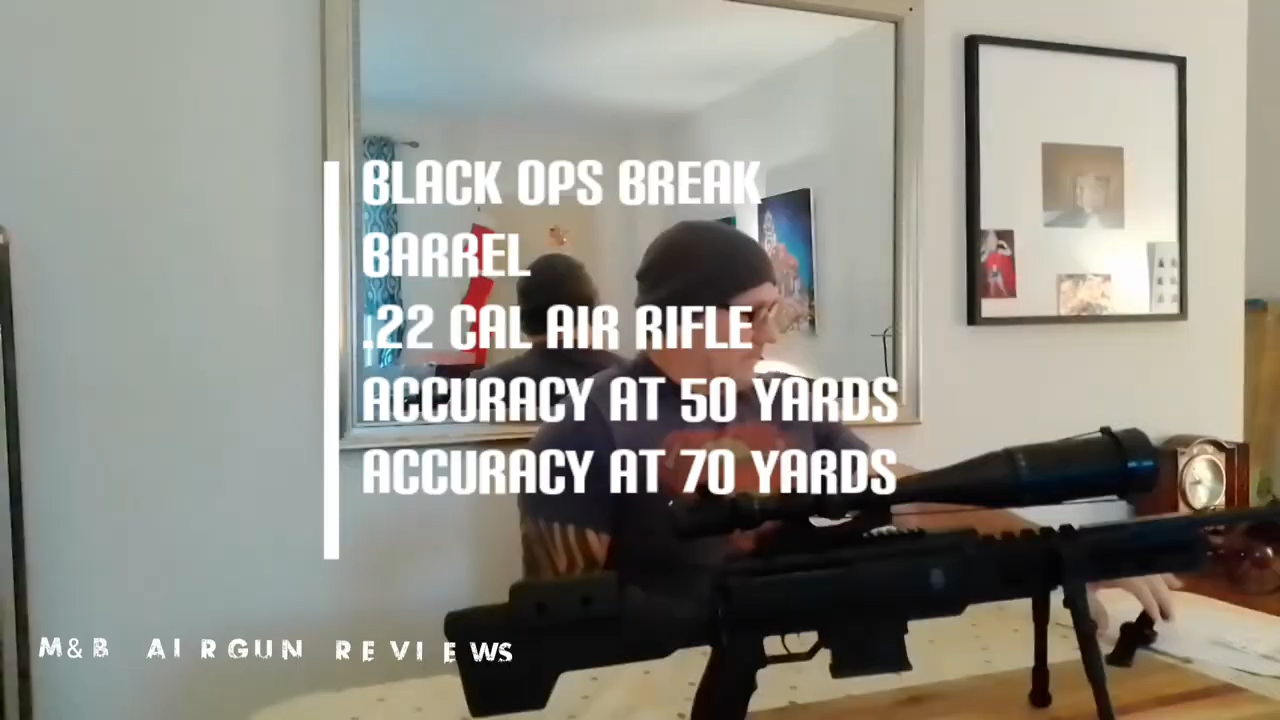 BLACK OPS BREAK
BARREL
.22 CAL AIR RIFLE
ACCURACY AT 50 YARDS
ACCURACY AT 70 YARDS
M&B AIRGUN REVIEWS